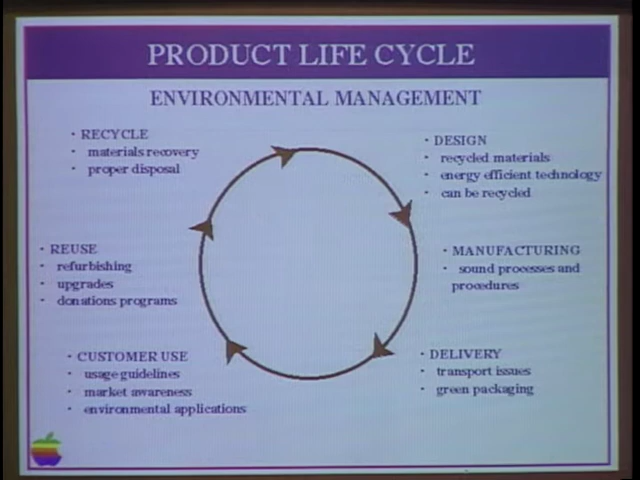 PRODUCT LIFE CYCLE
ENVIRONMENTAL MANAGEMENT
· RECYCLE
· materials recovery
· proper disposal
· DESIGN
· recycled materials
· energy efficient technology
· can be recycled
· REUSE
· refurbishing
· upgrades
· donations programs
· MANUFACTURING
· sound processes and
procedures
· CUSTOMER USE
· usage guidelines
· market awareness
· environmental applications
· DELIVERY
· transport issues
· green packaging